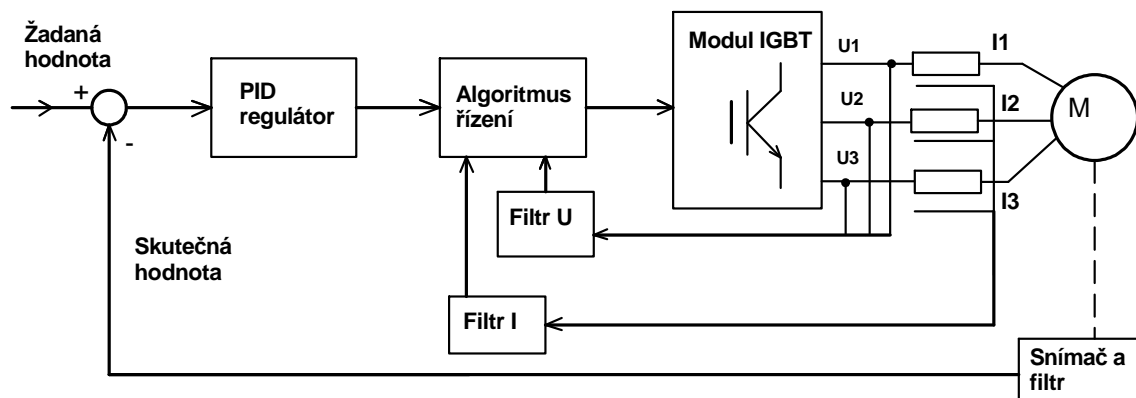 Žadaná
hodnota
+
-
PID
regulátor
Algoritmus
řízení
Modul IGBT
U1
U2
U3
I1
I2
I3
M
Filtr U
Skutečná
hodnota
Filtr I
Snímač a
filtr